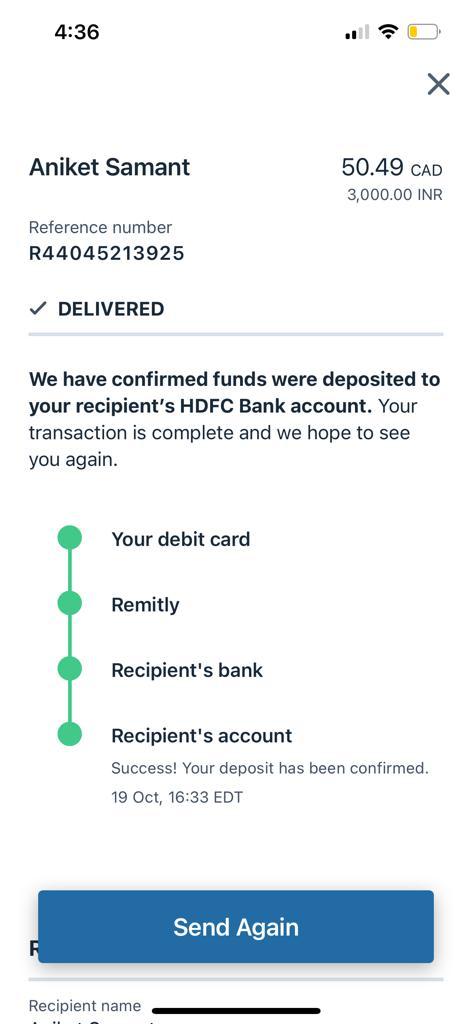 4:36
Aniket Samant 50.49 CAD
3,000.00 INR
Reference number
R44045213925
DELIVERED
We have confirmed funds were deposited to
your recipient's HDFC Bank account. Your
transaction is complete and we hope to see
you again.
Your debit card
Remitly
Recipient's bank
Recipient's account
Success! Your deposit has been confirmed.
19 Oct, 16:33 EDT
Send Again
Recipient name